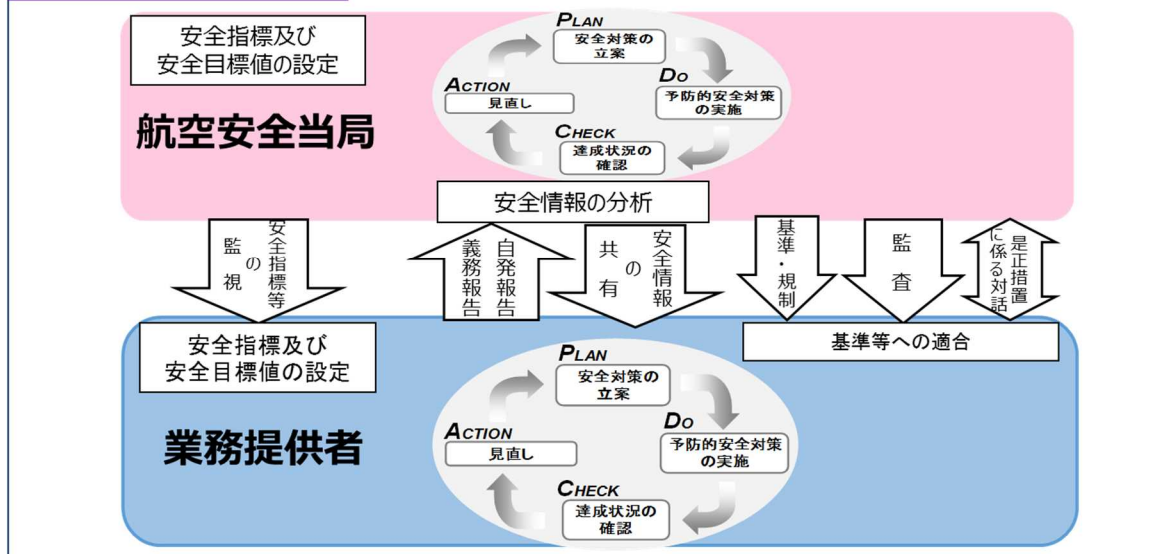 安全指標及び
安全目標値の設定
航空安全当局
PLAN
安全対策の
立案
DO
予防的安全対策
の実施
CHECK
達成状況の
確認
ACTION
見直し
安全情報の分析
安全指標等
の
監視
義務報告
自発報告
安全情報
の
共有
基準・規制
監査
是正措置
に係る対話
安全指標及び
安全目標値の設定
基準等への適合
業務提供者
PLAN
安全対策の
立案
DO
予防的安全対策
の実施
CHECK
達成状況の
確認
ACTION
見直し